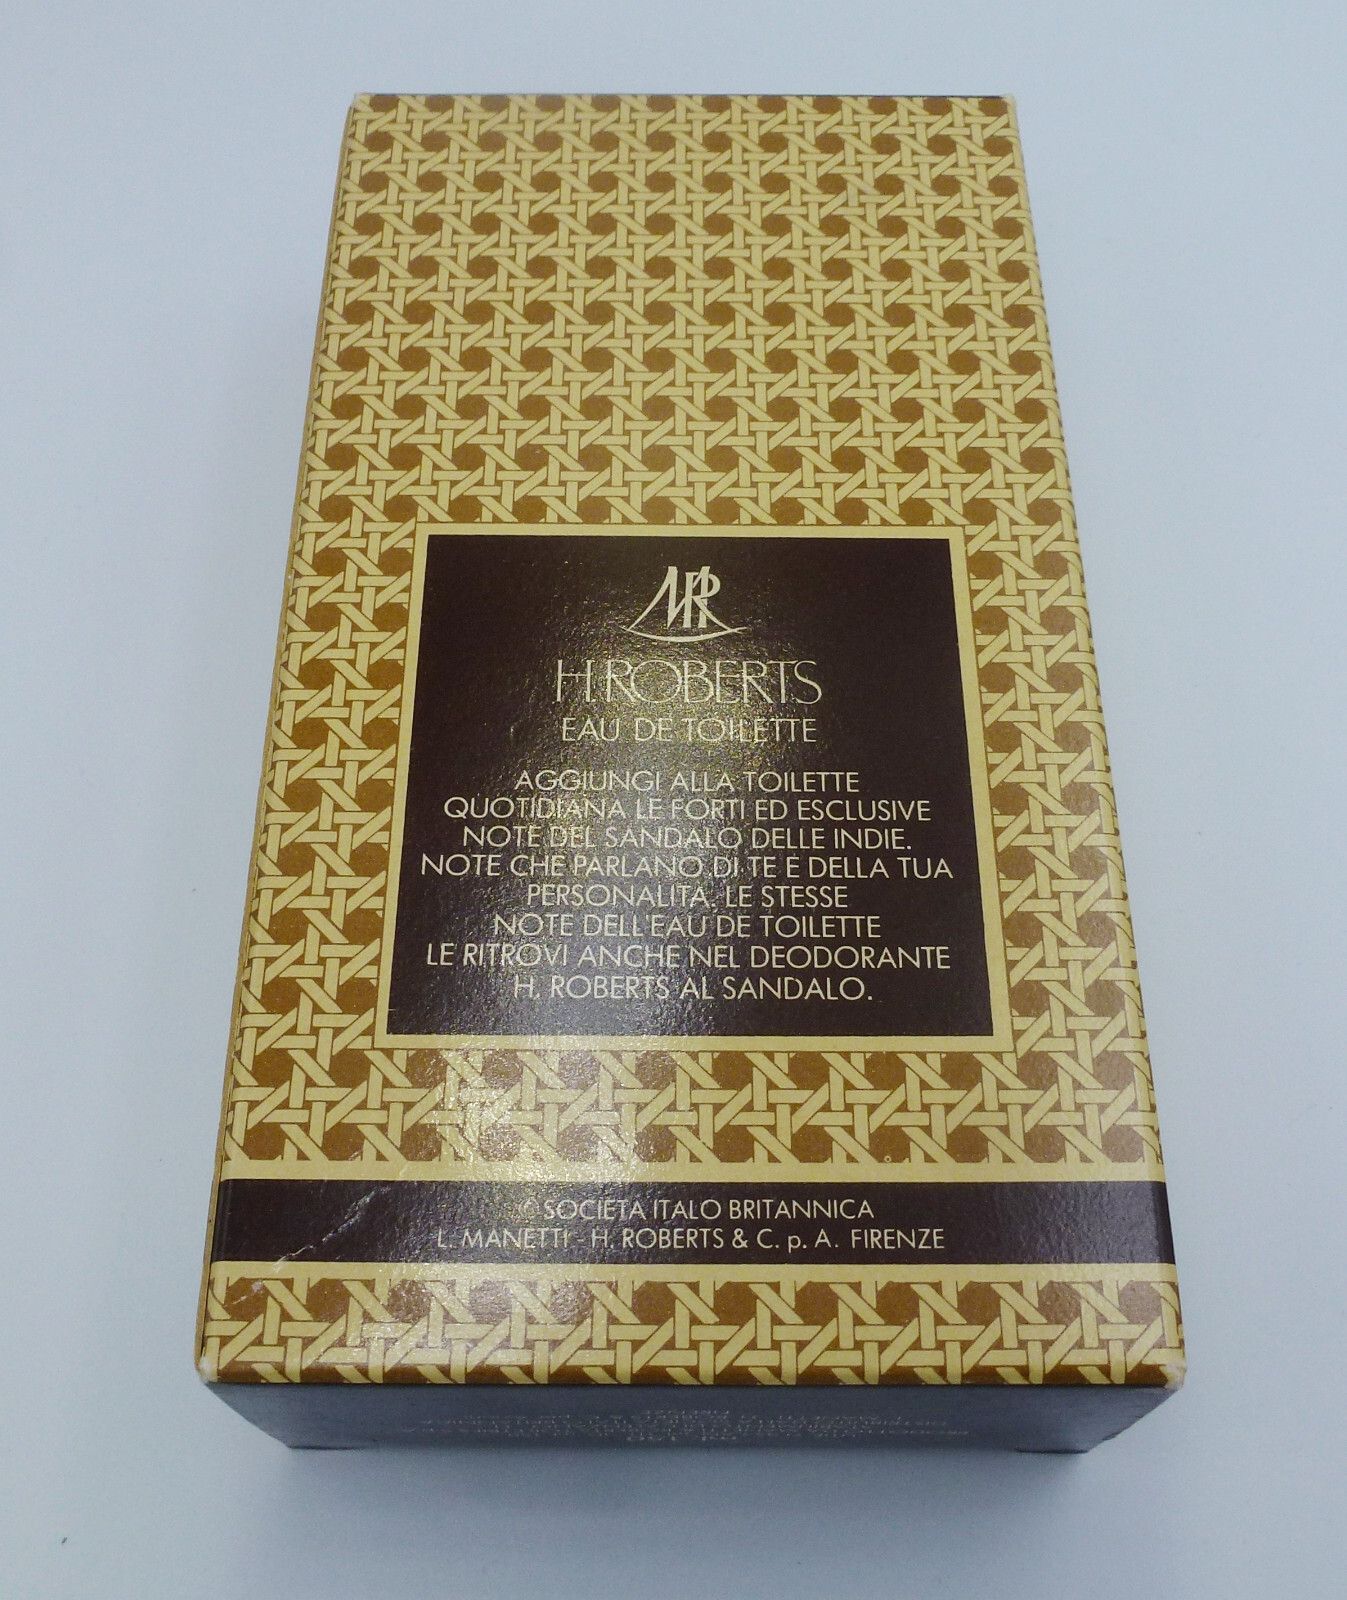 MR
H. ROBERTS
EAU DE TOILETTE
AGGIUNGI ALLA TOILETTE
QUOTIDIANA LE FORTI ED ESCLUSIVE
NOTE DEL SANDALO DELLE INDIE.
NOTE CHE PARLANO DI TE E DELLA TUA
PERSONALITÀ. LE STESSE
NOTE DELL'EAU DE TOILETTE
LE RITROVI ANCHE NEL DEODORANTE
H. ROBERTS AL SANDALO.
© SOCIETÀ ITALO BRITANNICA
L. MANETTI - H. ROBERTS & C. p. A. FIRENZE